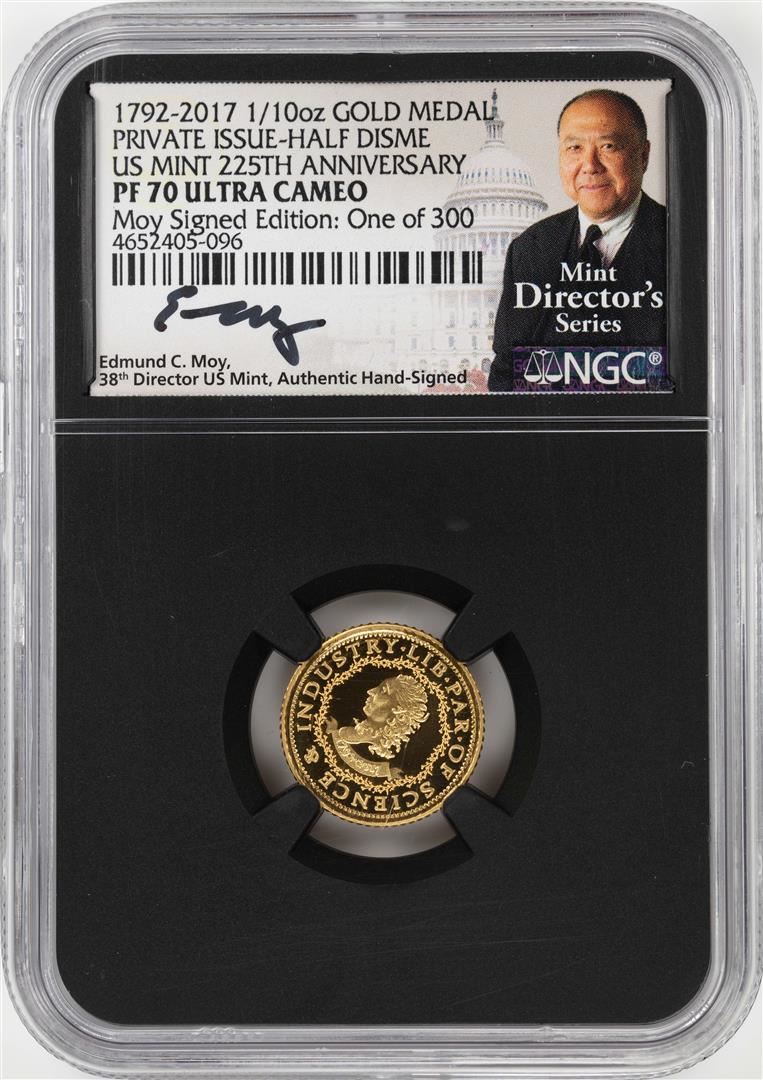 1792-2017 1/10oz GOLD MEDAL
PRIVATE ISSUE-HALF DISME
US MINT 225TH ANNIVERSARY
PF 70 ULTRA CAMEO
Moy Signed Edition: One of 300
4652405-096
Edmund C. Moy,
38th Director US Mint, Authentic Hand-Signed
Mint
Director's
Series
NGC®
LIB·PAR·OF SCIENCE & INDUSTRY·